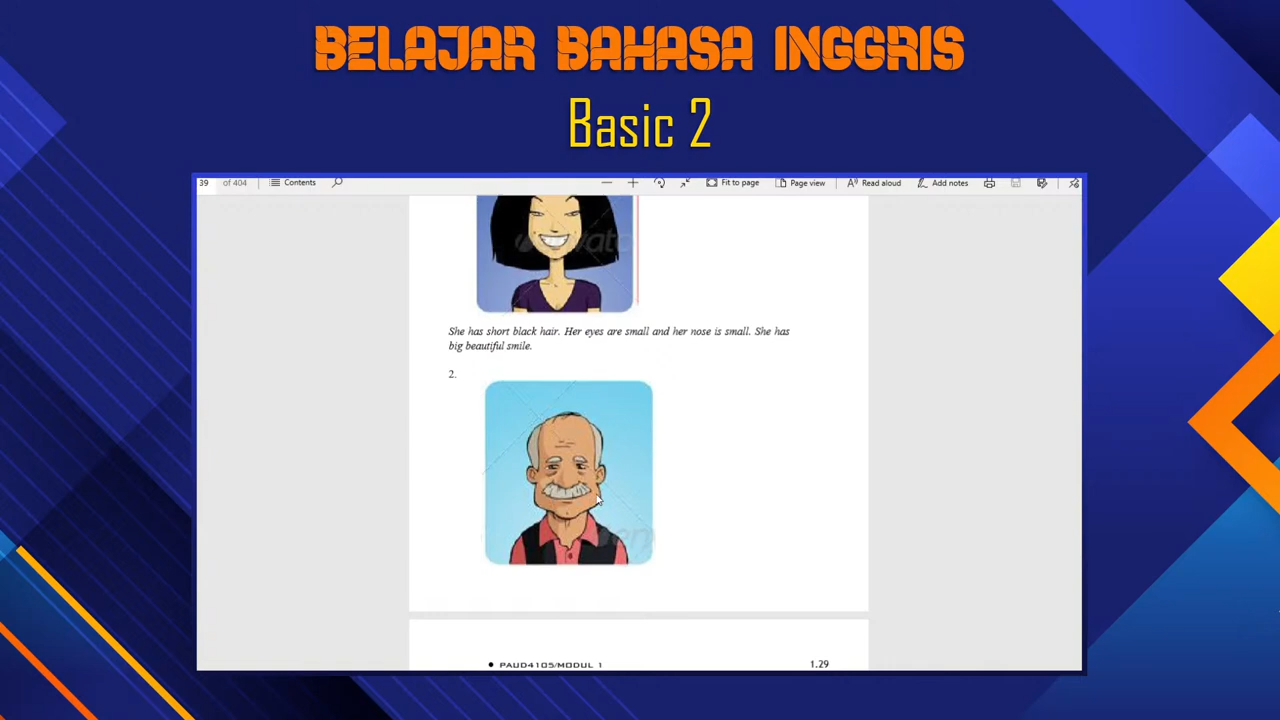 BELAJAR BAHASA INGGRIS
Basic 2
39 of 404 Contents Fit to page Page view Read aloud Add notes
She has short black hair. Her eyes are small and her nose is small. She has
big beautiful smile.
2.
PAUD4105/MODUL 1 1.29